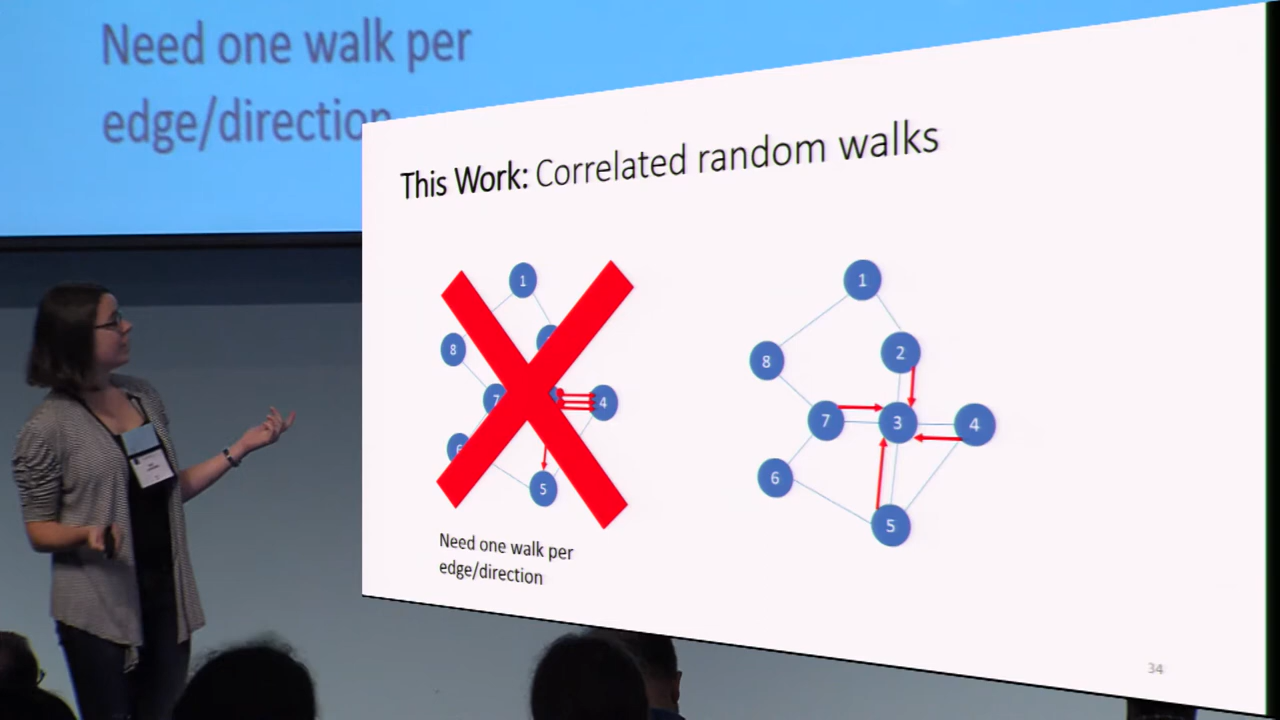 Need one walk per
edge/direction
This Work: Correlated random walks
1
8
7
4
5
Need one walk per
edge/direction
1
2
8
7
3
4
6
5
34